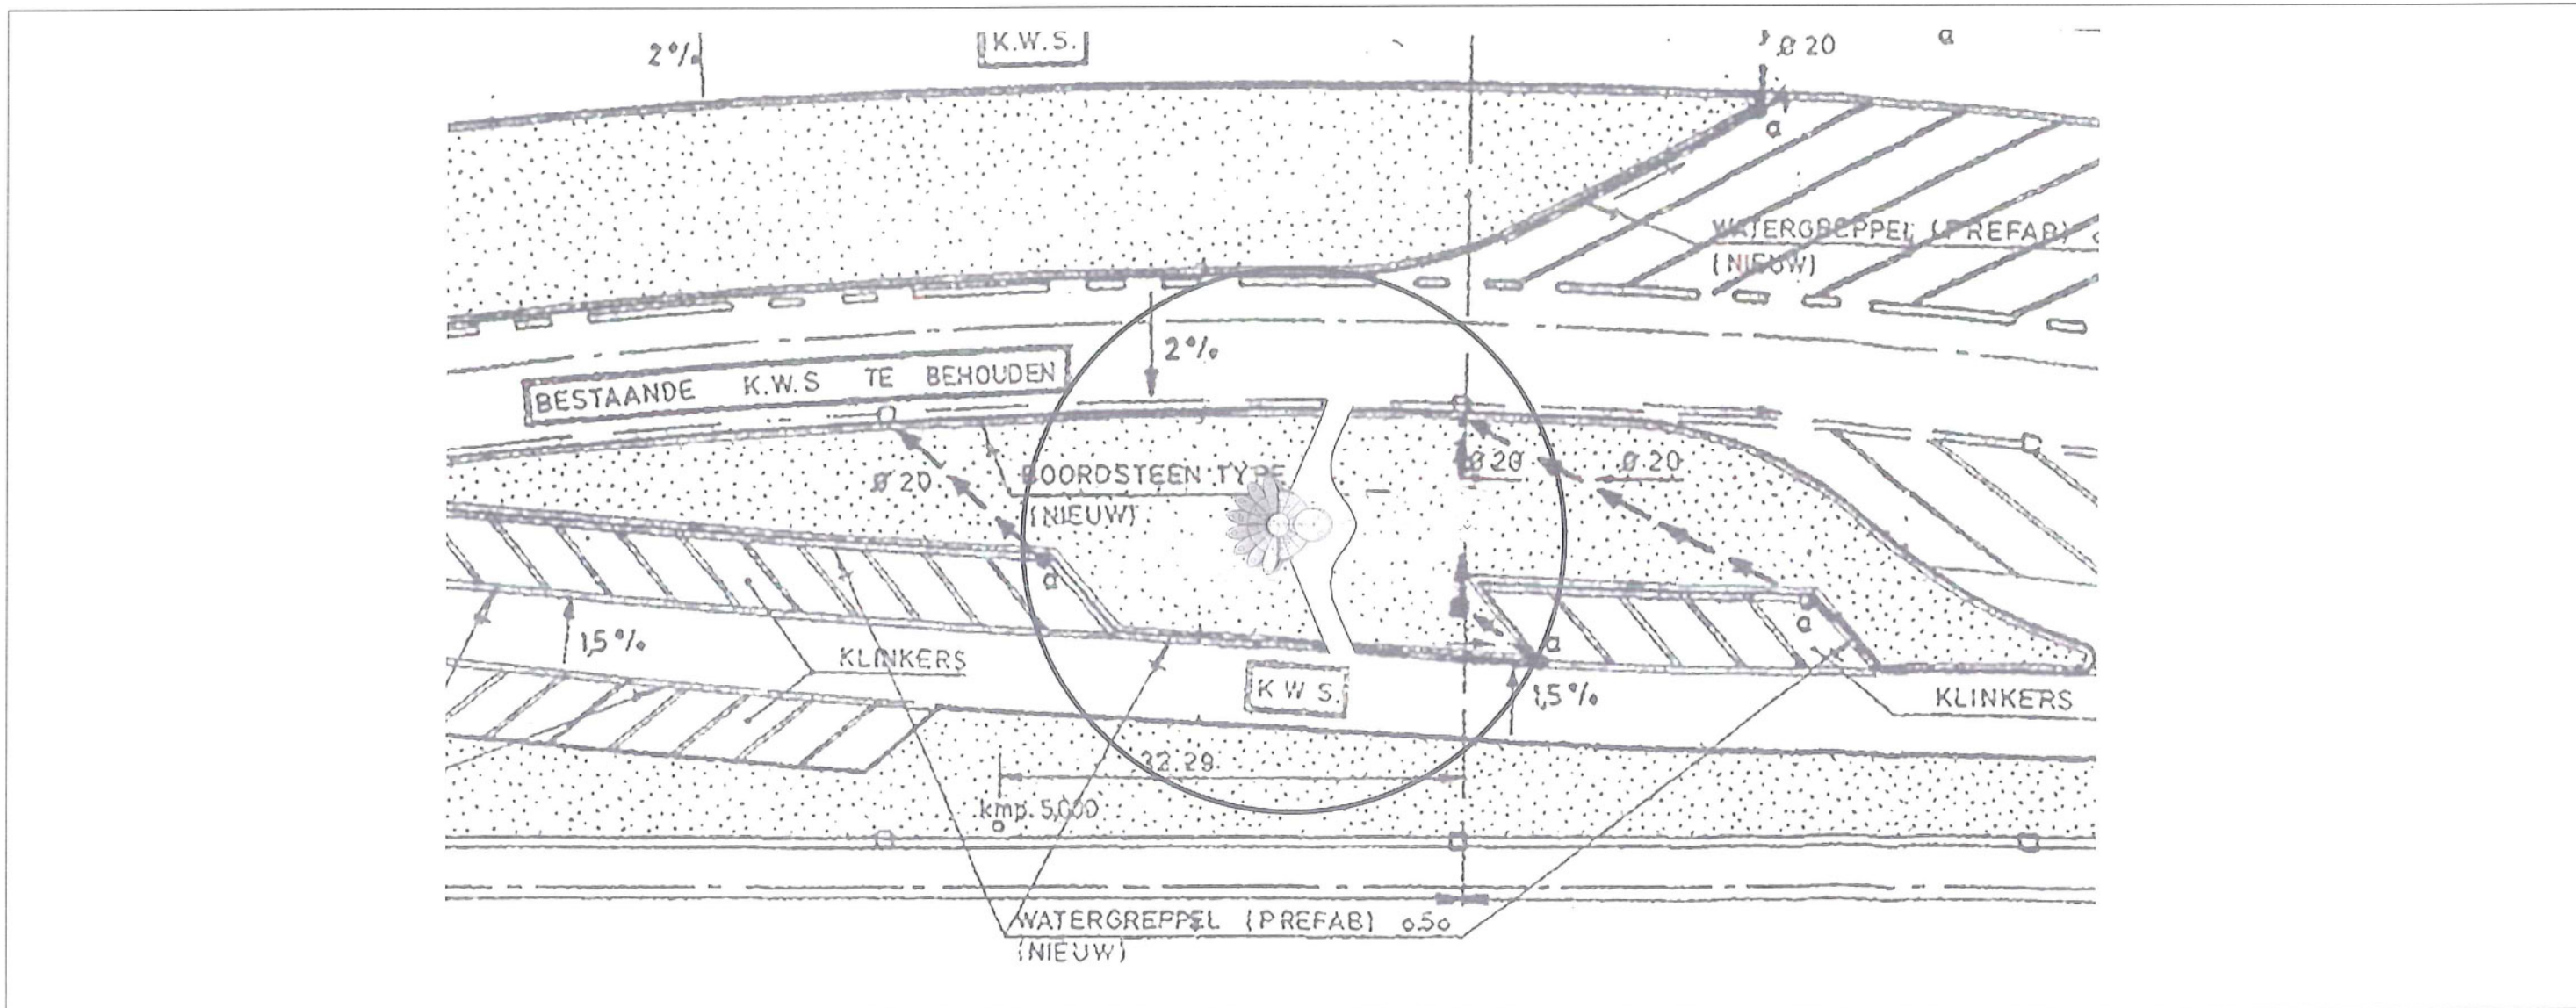 2%
K.W.S.
Ø 20
a
a
WATERGREPPEL (PREFAB)
(NIEUW)
2%
BESTAANDE K.W.S TE BEHOUDEN
Ø 20
BOORDSTEEN TYPE
(NIEUW)
Ø 20
Ø 20
a
a
a
1,5%
KLINKERS
K W S.
1,5%
KLINKERS
32.29
kmp. 5,000
WATERGREPPEL (PREFAB) 0.50
(NIEUW)